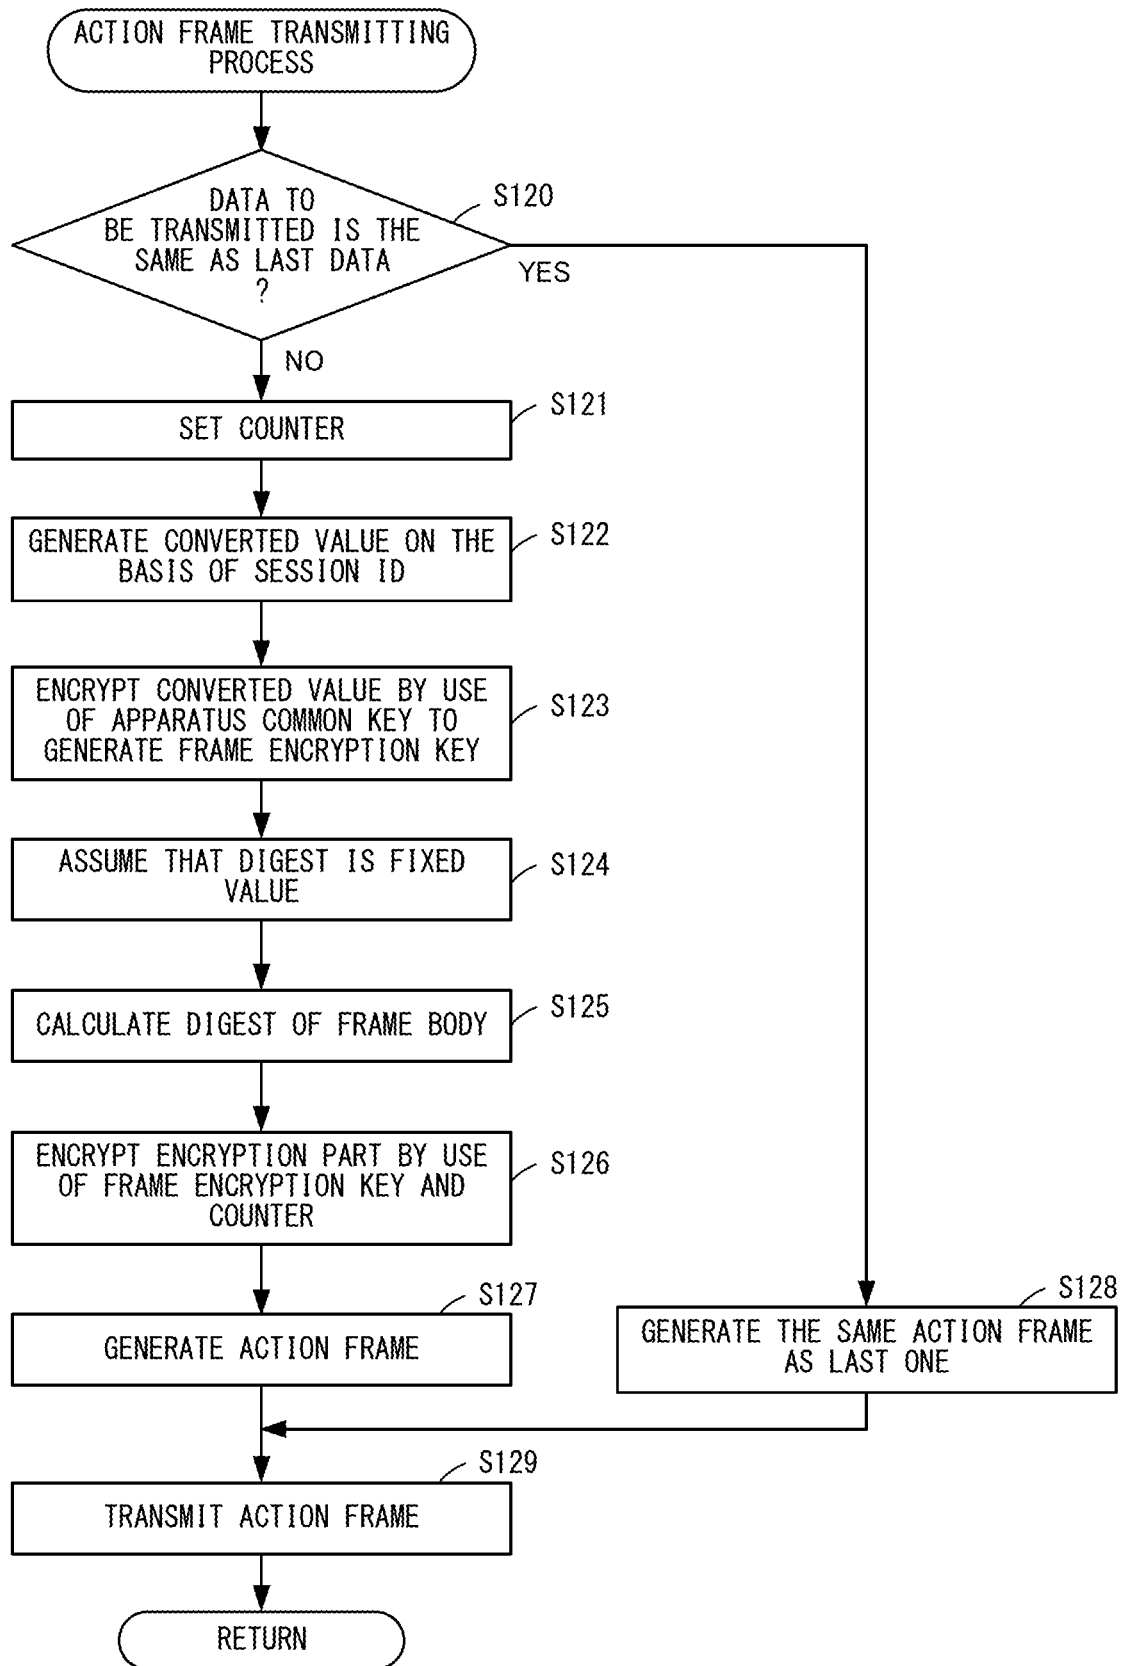 ACTION FRAME TRANSMITTING
PROCESS
DATA TO
BE TRANSMITTED IS THE
SAME AS LAST DATA
?
S120
YES
NO
SET COUNTER
S121
GENERATE CONVERTED VALUE ON THE
BASIS OF SESSION ID
S122
ENCRYPT CONVERTED VALUE BY USE
OF APPARATUS COMMON KEY TO
GENERATE FRAME ENCRYPTION KEY
S123
ASSUME THAT DIGEST IS FIXED
VALUE
S124
CALCULATE DIGEST OF FRAME BODY
S125
ENCRYPT ENCRYPTION PART BY USE
OF FRAME ENCRYPTION KEY AND
COUNTER
S126
S127
GENERATE ACTION FRAME
S128
GENERATE THE SAME ACTION FRAME
AS LAST ONE
S129
TRANSMIT ACTION FRAME
RETURN